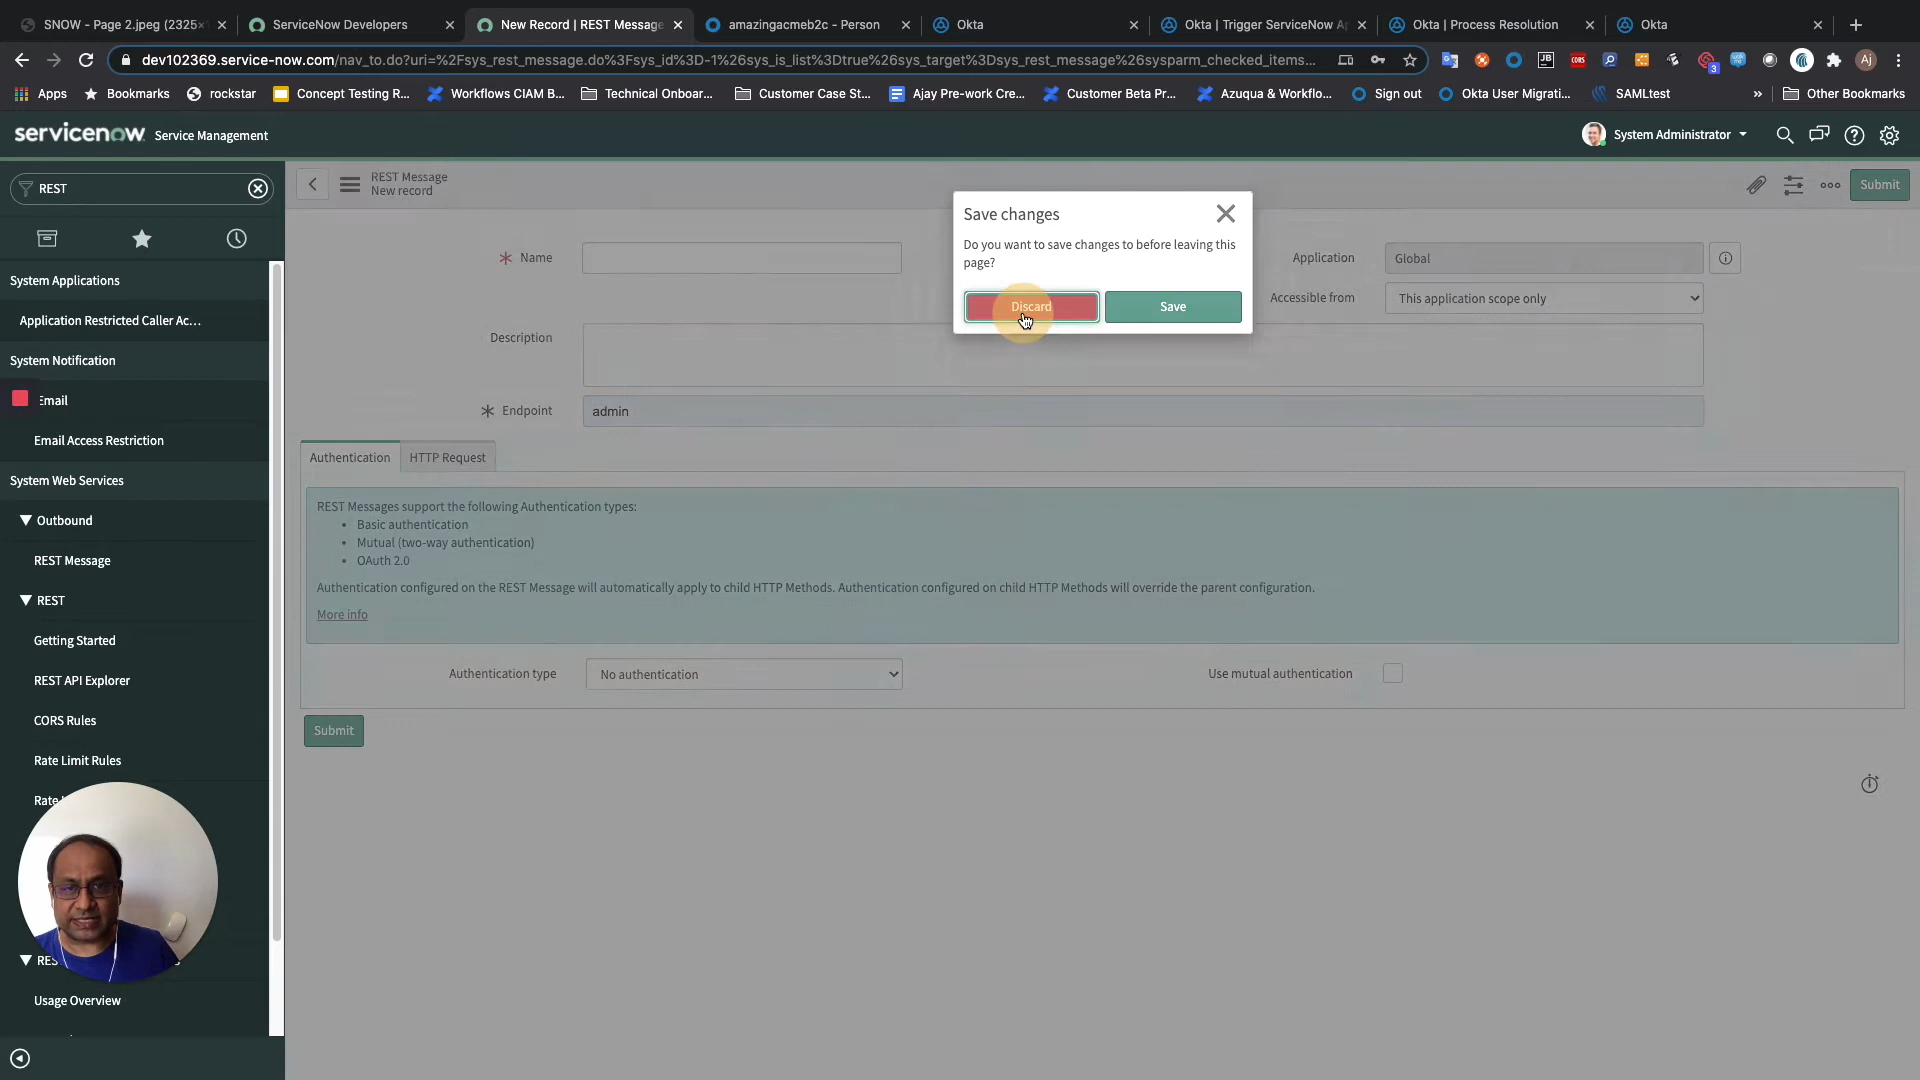 SNOW - Page 2.jpeg (2325×
ServiceNow Developers
New Record | REST Message
amazingacmeb2c - Person
Okta
Okta | Trigger ServiceNow Ap
Okta | Process Resolution
Okta
dev102369.service-now.com/nav_to.do?uri=%2Fsys_rest_message.do%3Fsys_id%3D-1%26sys_is_list%3Dtrue%26sys_target%3Dsys_rest_message%26sysparm_checked_items...
JB
CORS
3
Aj
Apps
Bookmarks
rockstar
Concept Testing R...
Workflows CIAM B...
Technical Onboar...
Customer Case St...
Ajay Pre-work Cre...
Customer Beta Pr...
Azuqua & Workflo...
Sign out
Okta User Migrati...
SAMLtest
»
Other Bookmarks
servicenow Service Management
System Administrator
REST
REST Message
New record
Submit
Save changes
Do you want to save changes to before leaving this
page?
Discard
Save
* Name
Application
Global
Accessible from
This application scope only
Description
* Endpoint
admin
Authentication
HTTP Request
REST Messages support the following Authentication types:
• Basic authentication
• Mutual (two-way authentication)
• OAuth 2.0
Authentication configured on the REST Message will automatically apply to child HTTP Methods. Authentication configured on child HTTP Methods will override the parent configuration.
More info
Authentication type
No authentication
Use mutual authentication
Submit
System Applications
Application Restricted Caller Ac...
System Notification
Email
Email Access Restriction
System Web Services
Outbound
REST Message
REST
Getting Started
REST API Explorer
CORS Rules
Rate Limit Rules
Rate
Usage Overview